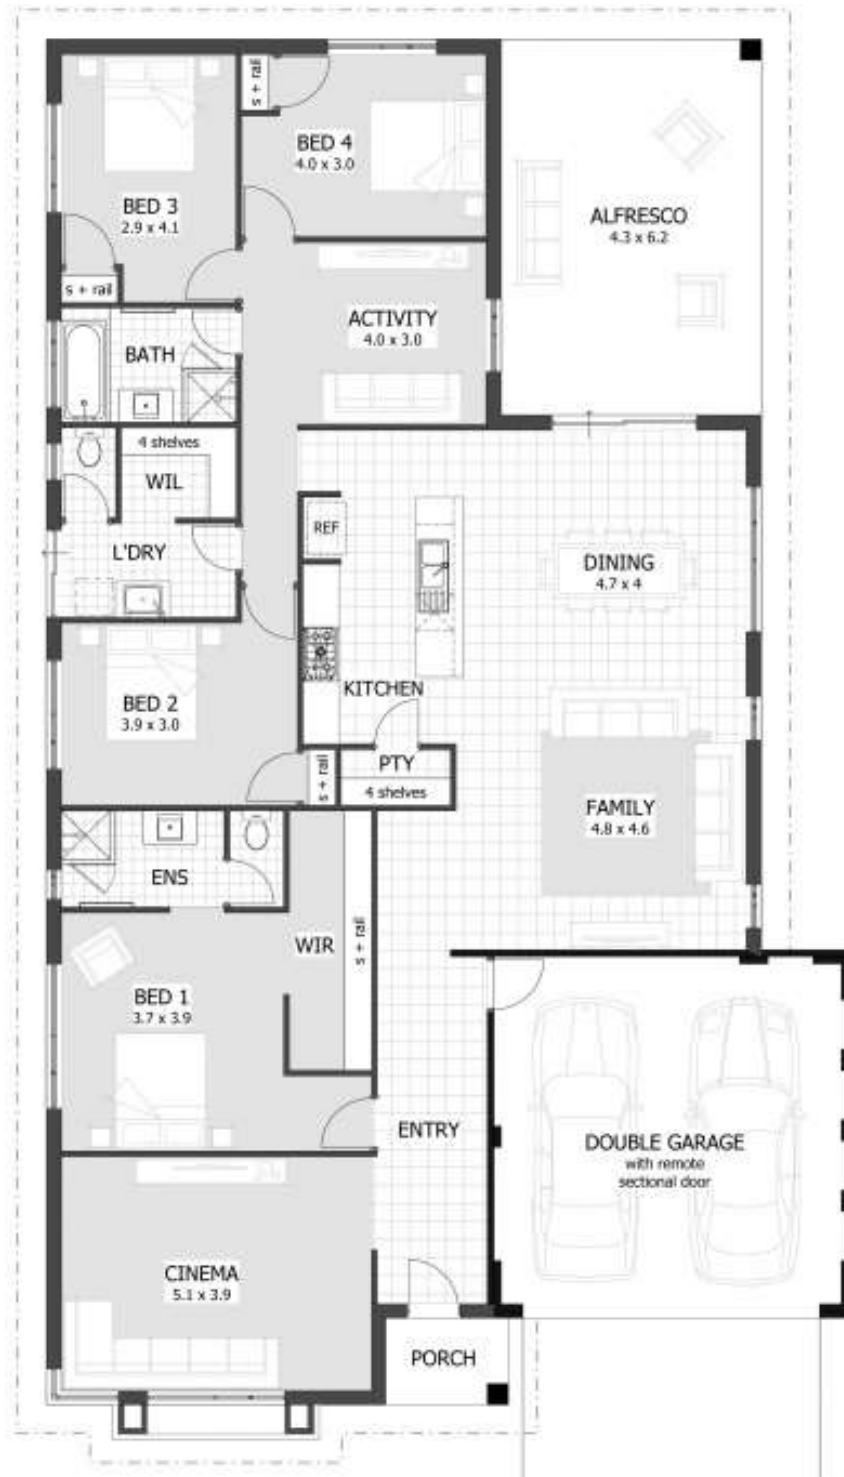 s + rail
BED 4
4.0 x 3.0
BED 3
2.9 x 4.1
s + rail
ALFRESCO
4.3 x 6.2
ACTIVITY
4.0 x 3.0
BATH
4 shelves
WIL
L'DRY
REF
DINING
4.7 x 4
KITCHEN
BED 2
3.9 x 3.0
s + rail
PTY
4 shelves
FAMILY
4.8 x 4.6
ENS
WIR
s + rail
BED 1
3.7 x 3.9
ENTRY
DOUBLE GARAGE
with remote
sectional door
CINEMA
5.1 x 3.9
PORCH